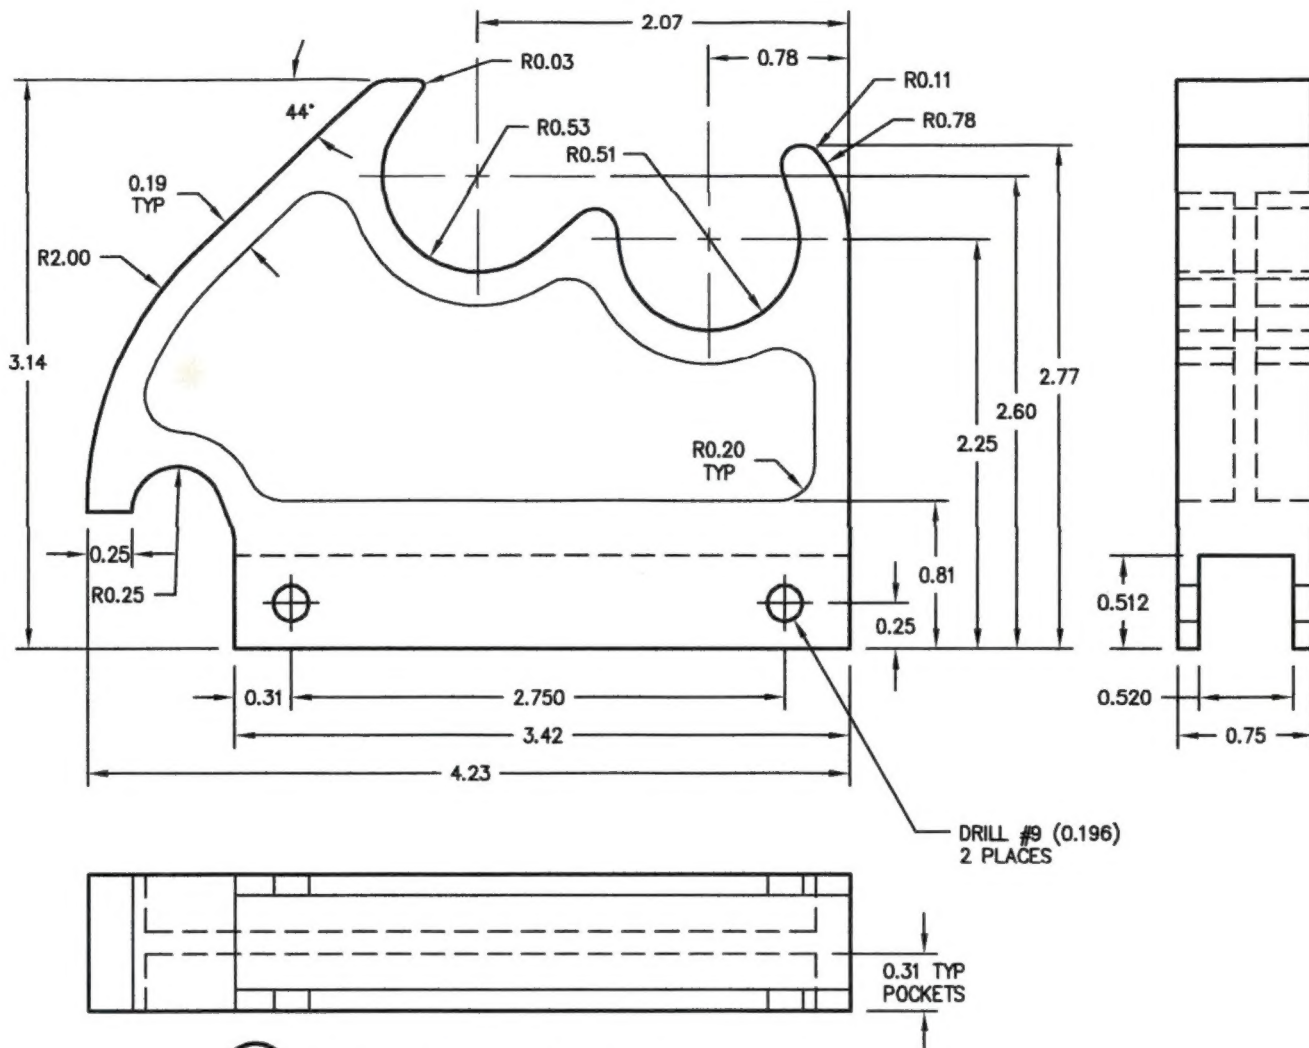 2.07
0.78
R0.03
R0.11
44°
R0.53
R0.78
R0.51
0.19
TYP
R2.00
3.14
2.77
2.60
2.25
R0.20
TYP
0.25
R0.25
0.81
0.25
0.512
0.31
2.750
0.520
3.42
0.75
4.23
DRILL #9 (0.196)
2 PLACES
0.31 TYP
POCKETS